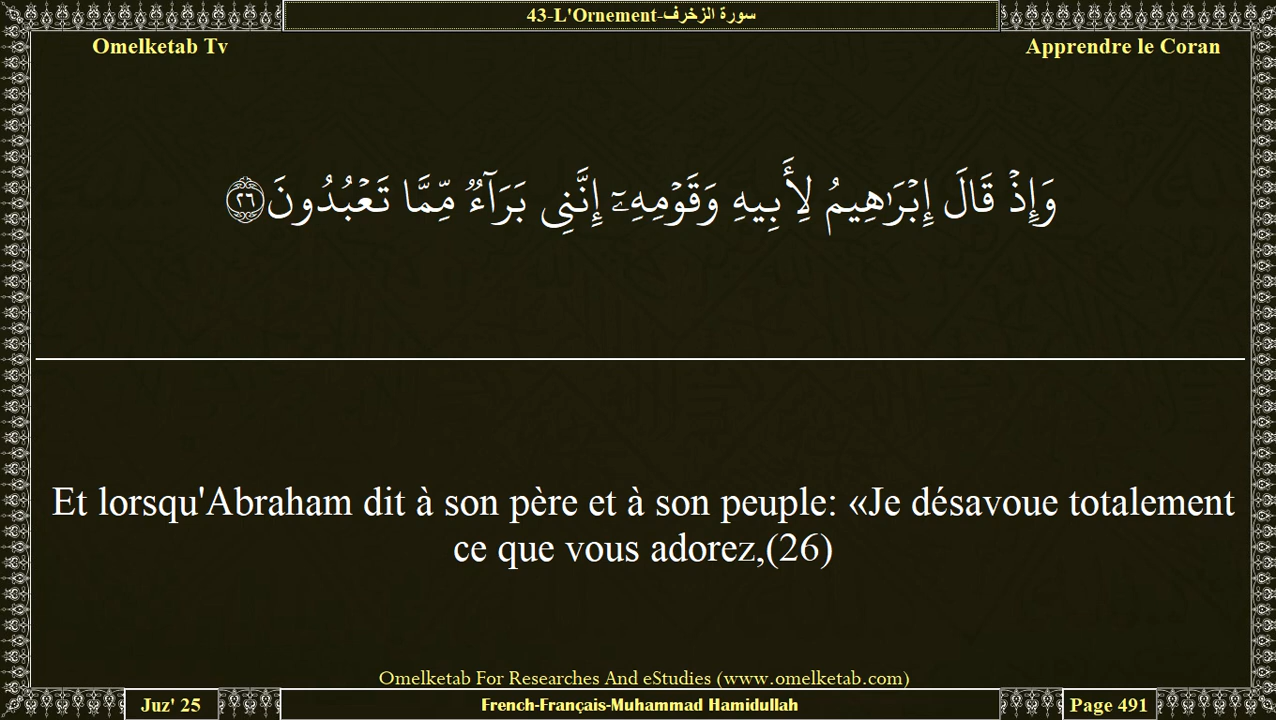 43-L'Ornement-سورة الزخرف
Omelketab Tv
Apprendre le Coran
وَإِذْ قَالَ إِبْرَٰهِيمُ لِأَبِيهِ وَقَوْمِهِۦٓ إِنَّنِى بَرَآءٌۭ مِّمَّا تَعْبُدُونَ ٢٦
Et lorsqu'Abraham dit à son père et à son peuple: «Je désavoue totalement
ce que vous adorez,(26)
Omelketab For Researches And eStudies (www.omelketab.com)
Juz' 25
French-Français-Muhammad Hamidullah
Page 491